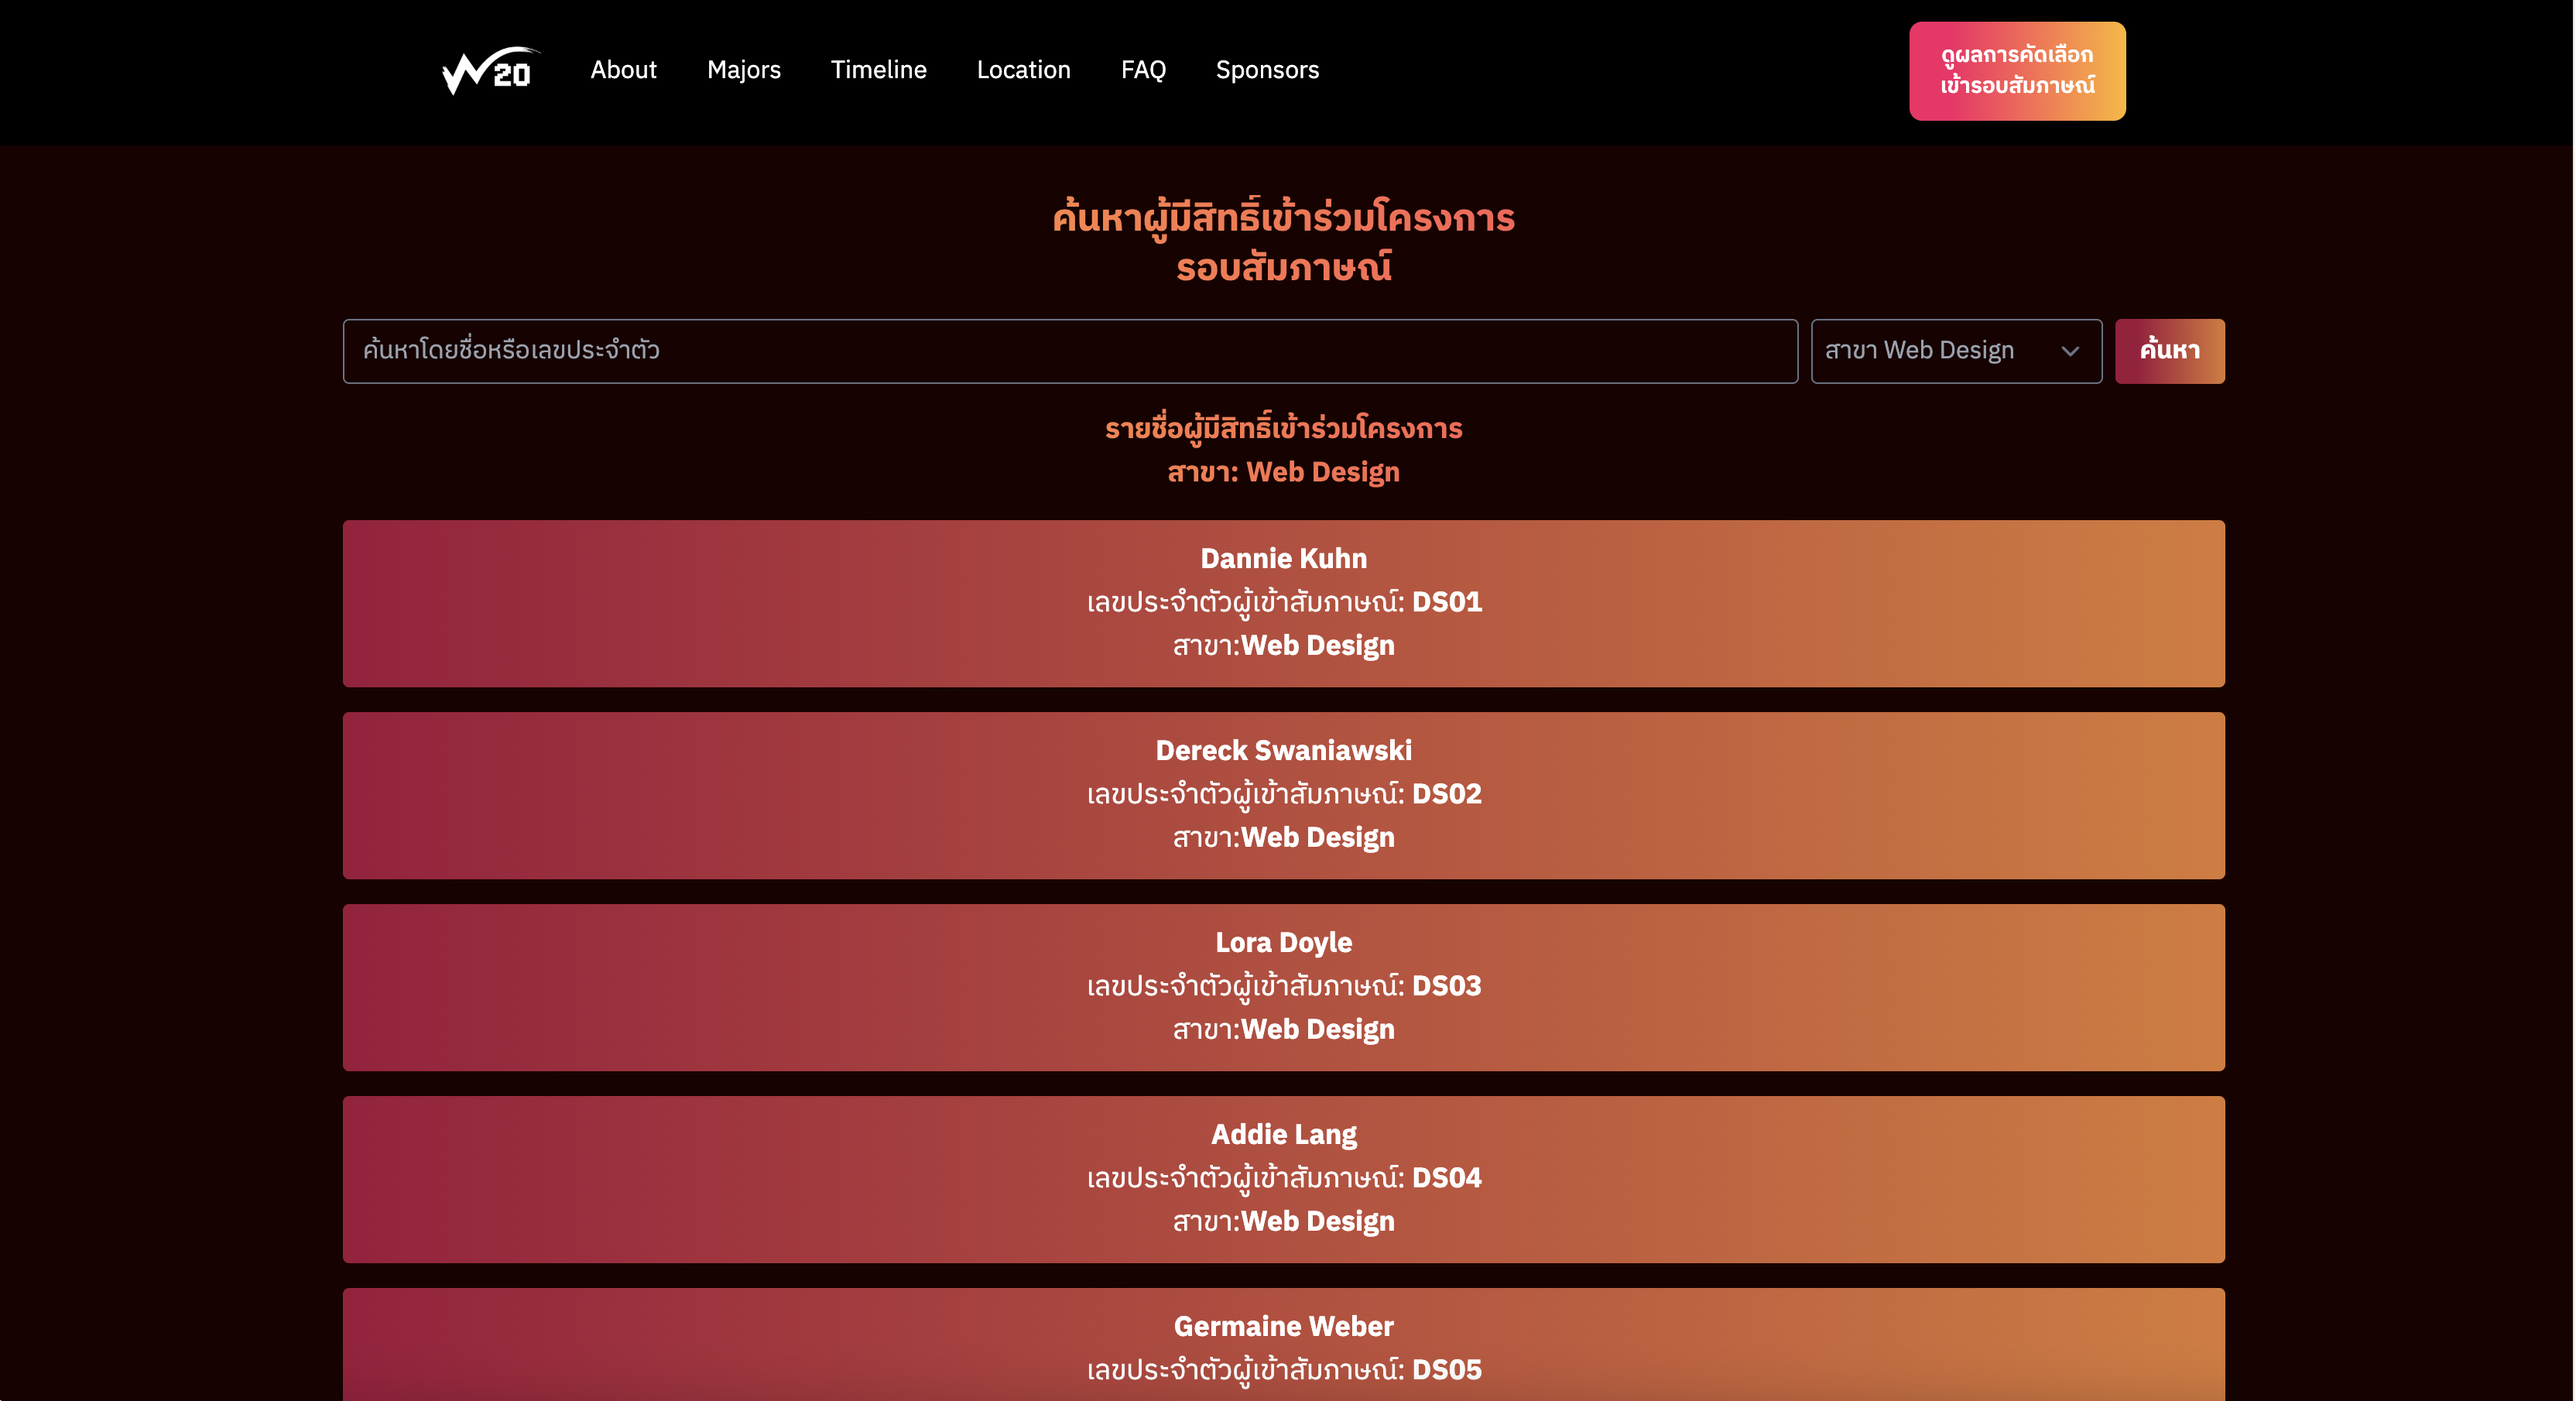 20
About
Majors
Timeline
Location
FAQ
Sponsors
ดูผลการคัดเลือก
เข้ารอบสัมภาษณ์
ค้นหาผู้มีสิทธิ์เข้าร่วมโครงการ
รอบสัมภาษณ์
ค้นหาโดยชื่อหรือเลขประจำตัว
สาขา Web Design
ค้นหา
รายชื่อผู้มีสิทธิ์เข้าร่วมโครงการ
สาขา: Web Design
Dannie Kuhn
เลขประจำตัวผู้เข้าสัมภาษณ์: DS01
สาขา:Web Design
Dereck Swaniawski
เลขประจำตัวผู้เข้าสัมภาษณ์: DS02
สาขา:Web Design
Lora Doyle
เลขประจำตัวผู้เข้าสัมภาษณ์: DS03
สาขา:Web Design
Addie Lang
เลขประจำตัวผู้เข้าสัมภาษณ์: DS04
สาขา:Web Design
Germaine Weber
เลขประจำตัวผู้เข้าสัมภาษณ์: DS05